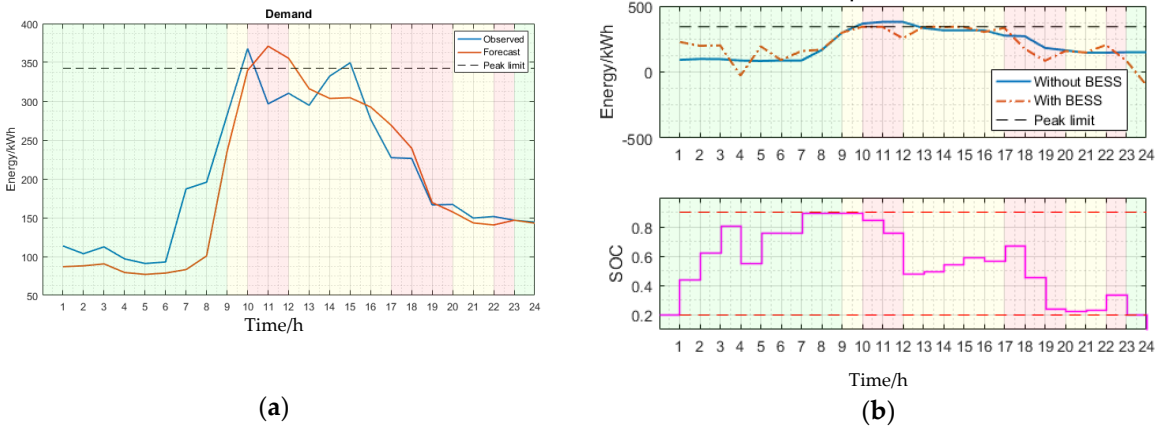 Demand
400
350
300
250
200
150
100
50
Energy/kWh
Observed
Forecast
Peak limit
1 2 3 4 5 6 7 8 9 10 11 12 13 14 15 16 17 18 19 20 21 22 23 24
Time/h
(a)
500
0
-500
Energy/kWh
Without BESS
With BESS
Peak limit
1 2 3 4 5 6 7 8 9 10 11 12 13 14 15 16 17 18 19 20 21 22 23 24
0.8
0.6
0.4
0.2
SOC
1 2 3 4 5 6 7 8 9 10 11 12 13 14 15 16 17 18 19 20 21 22 23 24
Time/h
(b)